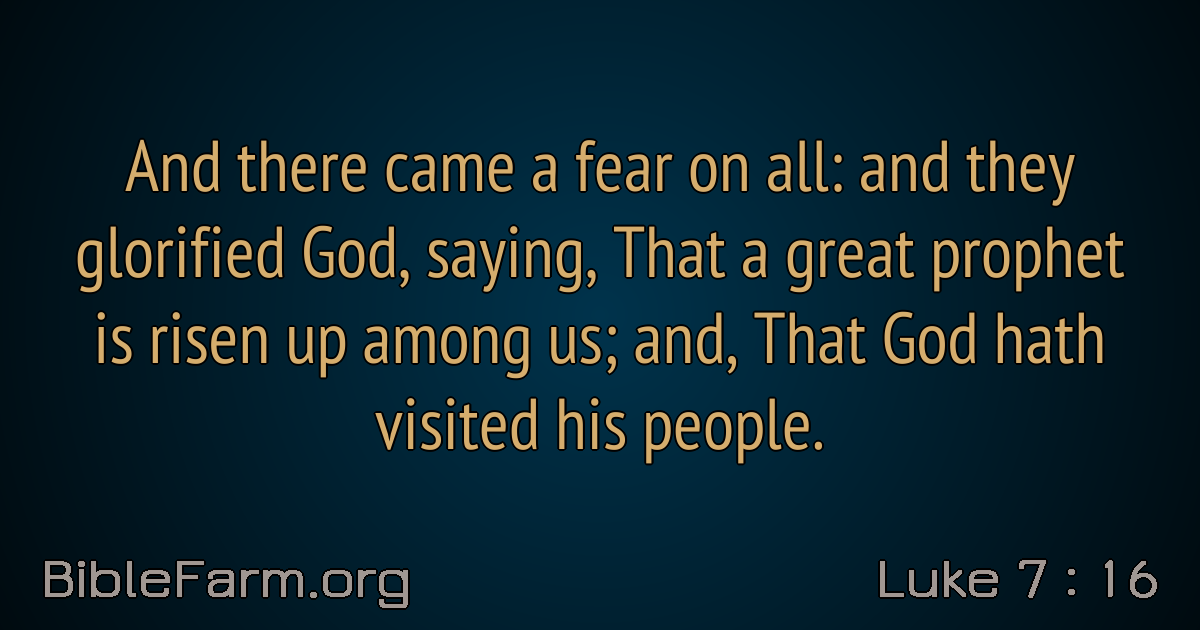 And there came a fear on all: and they
glorified God, saying, That a great prophet
is risen up among us; and, That God hath
visited his people.
BibleFarm.org
Luke 7 : 16